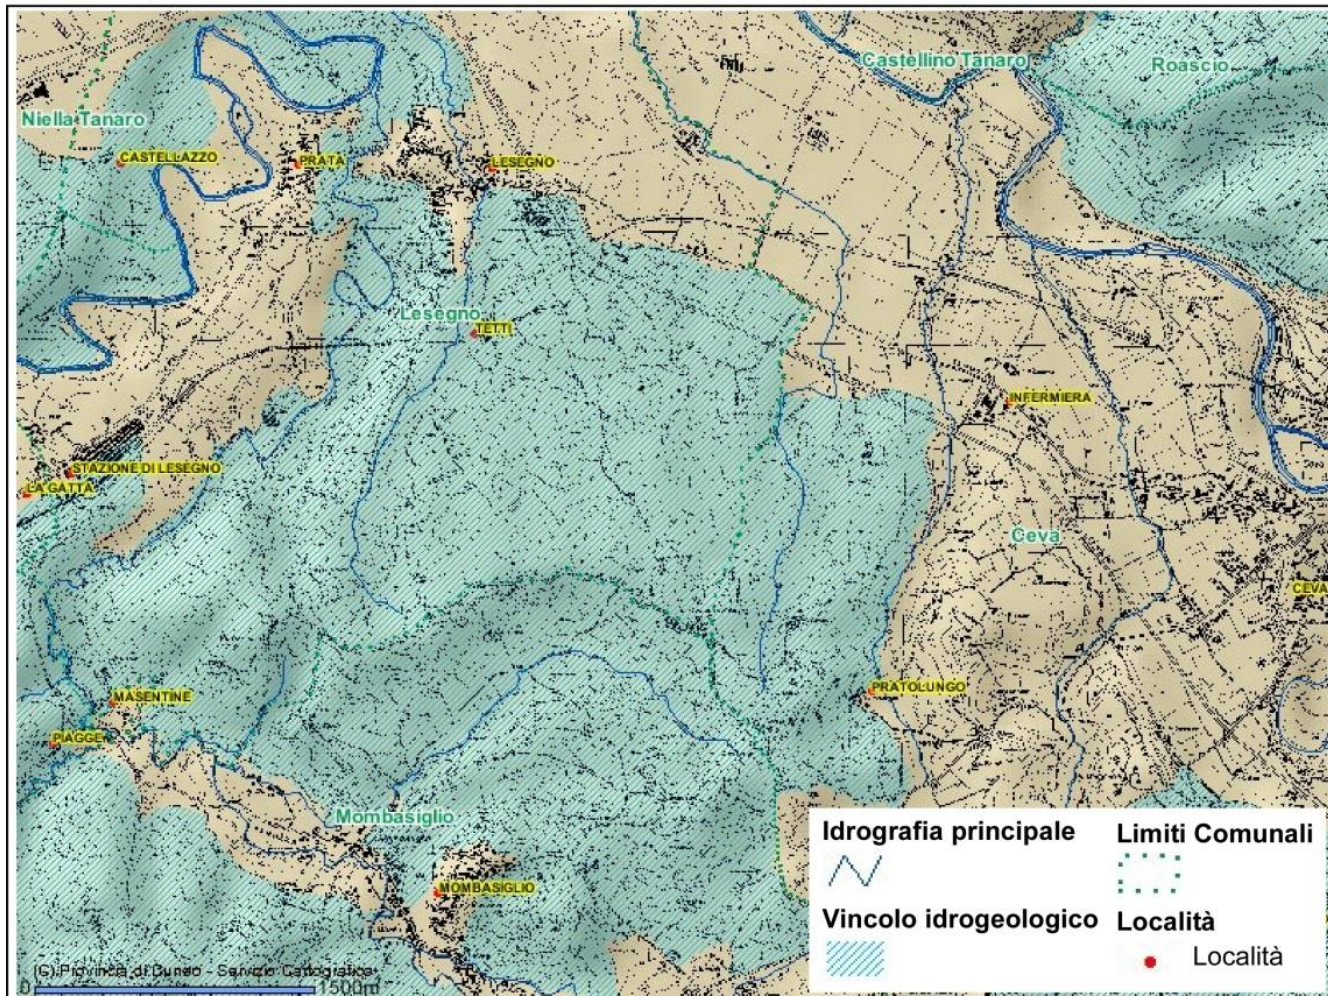 Castellino Tanaro
Roascio
Niella Tanaro
CASTELLAZZO
PRATA
LESEGNO
Lesegno
TETTI
INFERMIERA
STAZIONE DI LESEGNO
LA GATTA
Ceva
CEVA
MASENTINE
PRATOLUNGO
PIAGGE
Mombasiglio
MOMBASIGLIO
Idrografia principale
Limiti Comunali
Vincolo idrogeologico
Località
Località
(C) Provincia di Cuneo - Servizio Cartografico
0 1500m